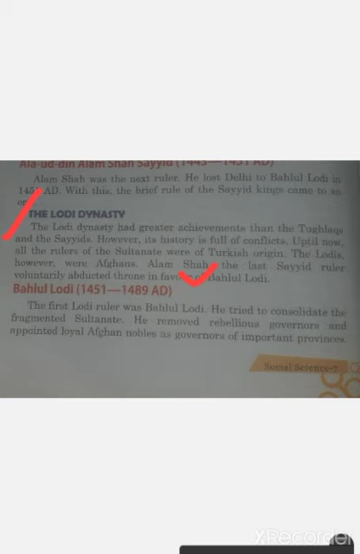 Ala-ud-din Alam Shah Sayyid (1443—1451 AD)
Alam Shah was the next ruler. He lost Delhi to Bahlul Lodi in
AD. With this, the brief rule of the Sayyid kings came to an
THE LODI DYNASTY
The Lodi dynasty had greater achievements than the Tughlaqs
and the Sayyids. However, its history is full of conflicts. Uptil now,
all the rulers of the Sultanate were of Turkish origin. The Lodis,
however, were Afghans. Alam Shah, the last Sayyid ruler
voluntarily abducted throne in Bahlul Lodi.
Bahlul Lodi (1451—1489 AD)
The first Lodi ruler was Bahlul Lodi. He tried to consolidate the
fragmented Sultanate. He removed rebellious governors and
appointed loyal Afghan nobles as governors of important provinces.
Social Science-7
XRecorder